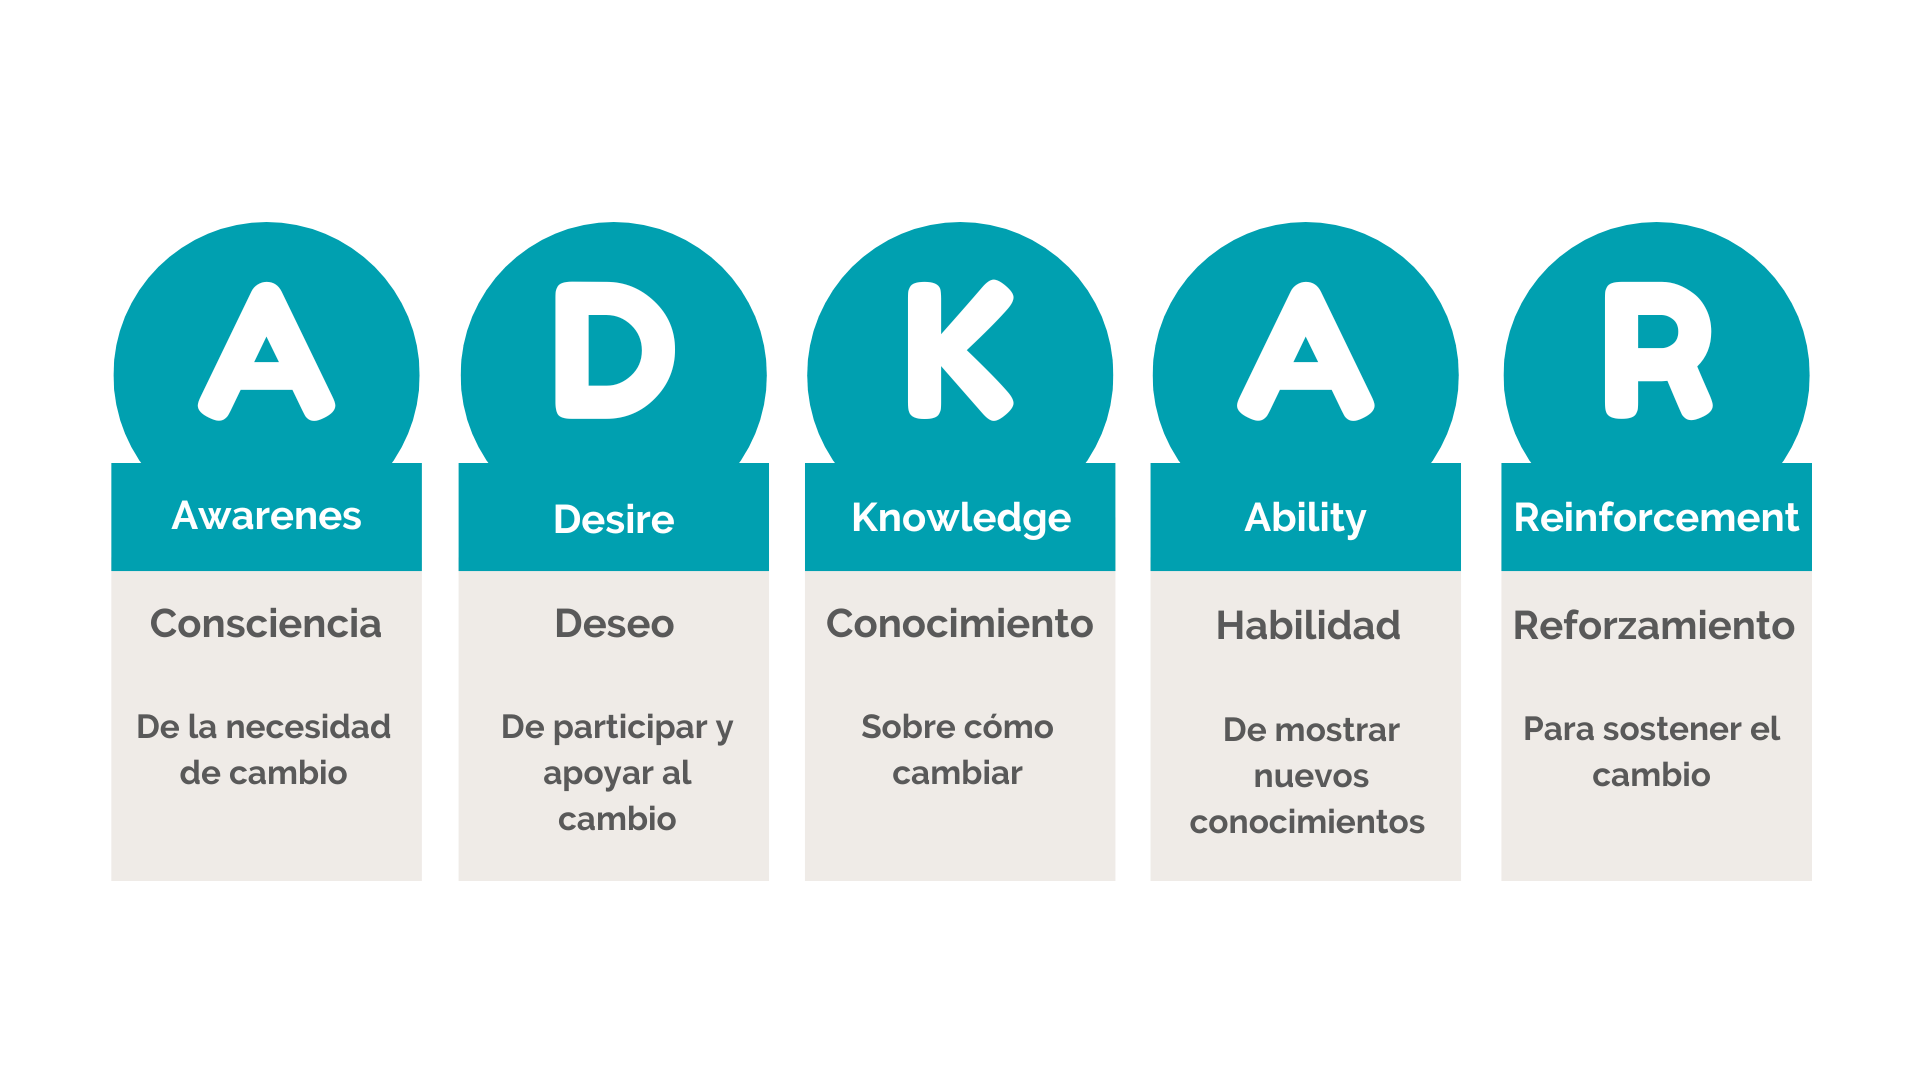 A
Awarenes
Consciencia
De la necesidad
de cambio
D
Desire
Deseo
De participar y
apoyar al
cambio
K
Knowledge
Conocimiento
Sobre cómo
cambiar
A
Ability
Habilidad
De mostrar
nuevos
conocimientos
R
Reinforcement
Reforzamiento
Para sostener el
cambio